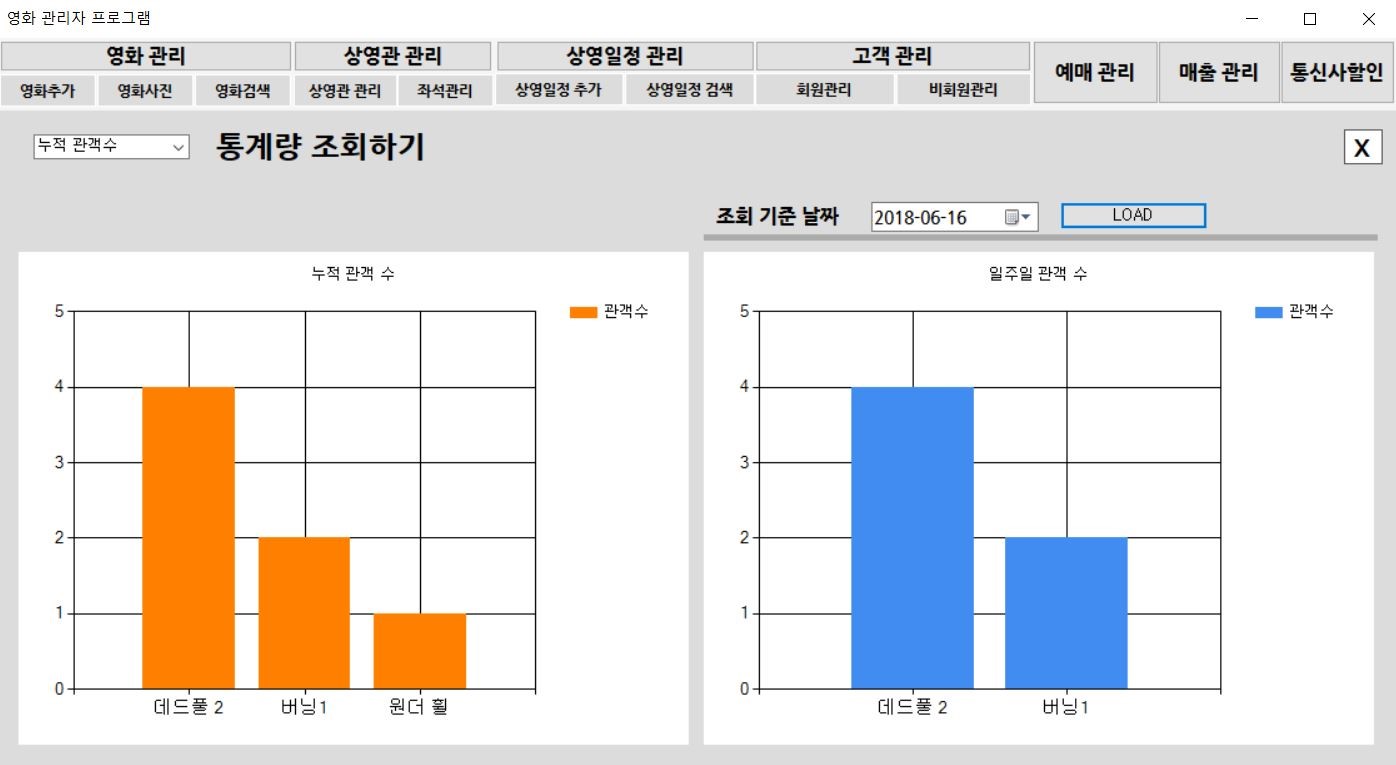 영화 관리자 프로그램
영화 관리 상영관 관리 상영일정 관리 고객 관리 예매 관리 매출 관리 통신사할인
영화추가 영화사진 영화검색 상영관 관리 좌석관리 상영일정 추가 상영일정 검색 회원관리 비회원관리
누적 관객수 통계량 조회하기 X
조회 기준 날짜 2018-06-16 LOAD
누적 관객 수
관객수
5
4
3
2
1
0
데드풀 2 버닝1 원더 휠
일주일 관객 수
관객수
5
4
3
2
1
0
데드풀 2 버닝1